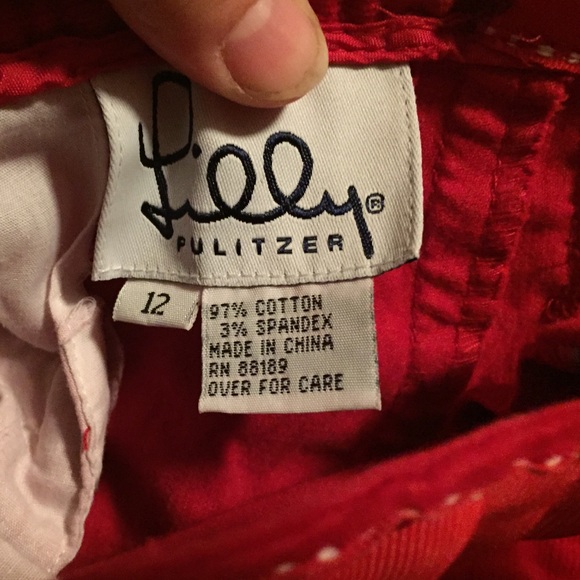 Lilly®
PULITZER
12
97% COTTON
3% SPANDEX
MADE IN CHINA
RN 88189
OVER FOR CARE